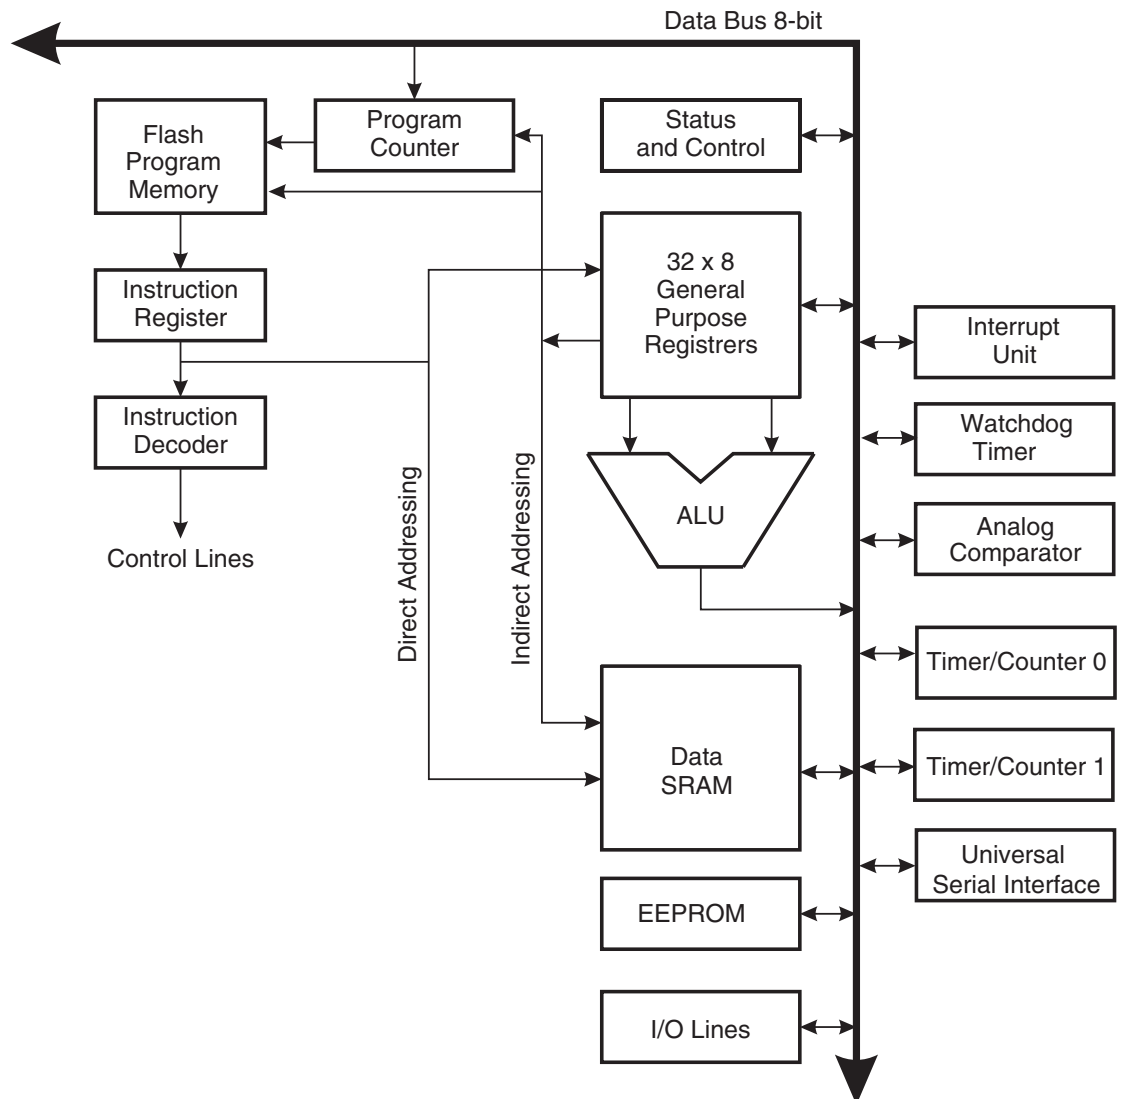 Data Bus 8-bit
Flash
Program
Memory
Program
Counter
Status
and Control
32 x 8
General
Purpose
Registrers
Instruction
Register
Interrupt
Unit
Instruction
Decoder
Watchdog
Timer
Direct Addressing
Indirect Addressing
ALU
Analog
Comparator
Control Lines
Timer/Counter 0
Data
SRAM
Timer/Counter 1
Universal
Serial Interface
EEPROM
I/O Lines